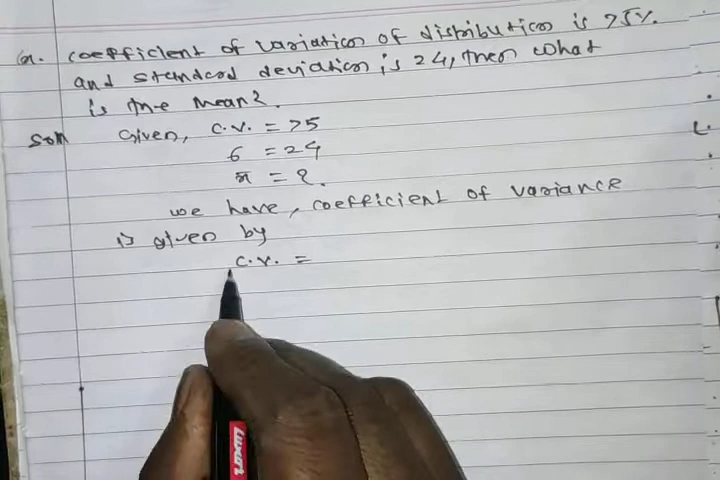 Q. Coefficient of variation of distribution is 75%.
and standard deviation is 24, then what
is the mean?
Soln Given, C.V. = 75
σ = 24
x̄ = ?
we have, coefficient of variance
is given by
C.V. =
Luxor